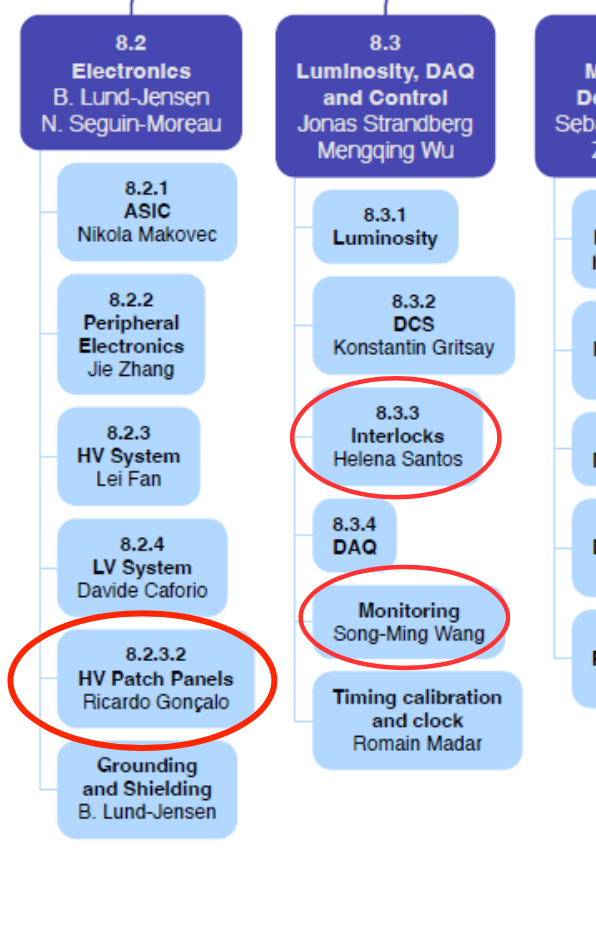 8.2
Electronics
B. Lund-Jensen
N. Seguin-Moreau
8.2.1
ASIC
Nikola Makovec
8.2.2
Peripheral
Electronics
Jie Zhang
8.2.3
HV System
Lei Fan
8.2.4
LV System
Davide Caforio
8.2.3.2
HV Patch Panels
Ricardo Gonçalo
Grounding
and Shielding
B. Lund-Jensen
8.3
Luminosity, DAQ
and Control
Jonas Strandberg
Mengqing Wu
8.3.1
Luminosity
8.3.2
DCS
Konstantin Gritsay
8.3.3
Interlocks
Helena Santos
8.3.4
DAQ
Monitoring
Song-Ming Wang
Timing calibration
and clock
Romain Madar